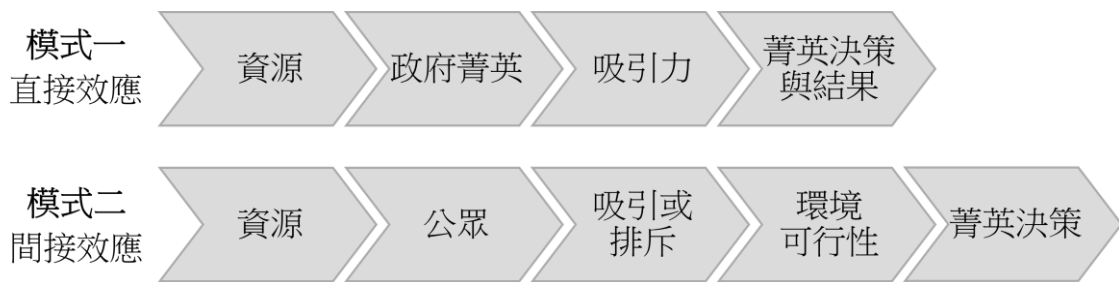 模式一
直接效應
資源
政府菁英
吸引力
菁英決策
與結果
模式二
間接效應
資源
公眾
吸引或
排斥
環境
可行性
菁英決策